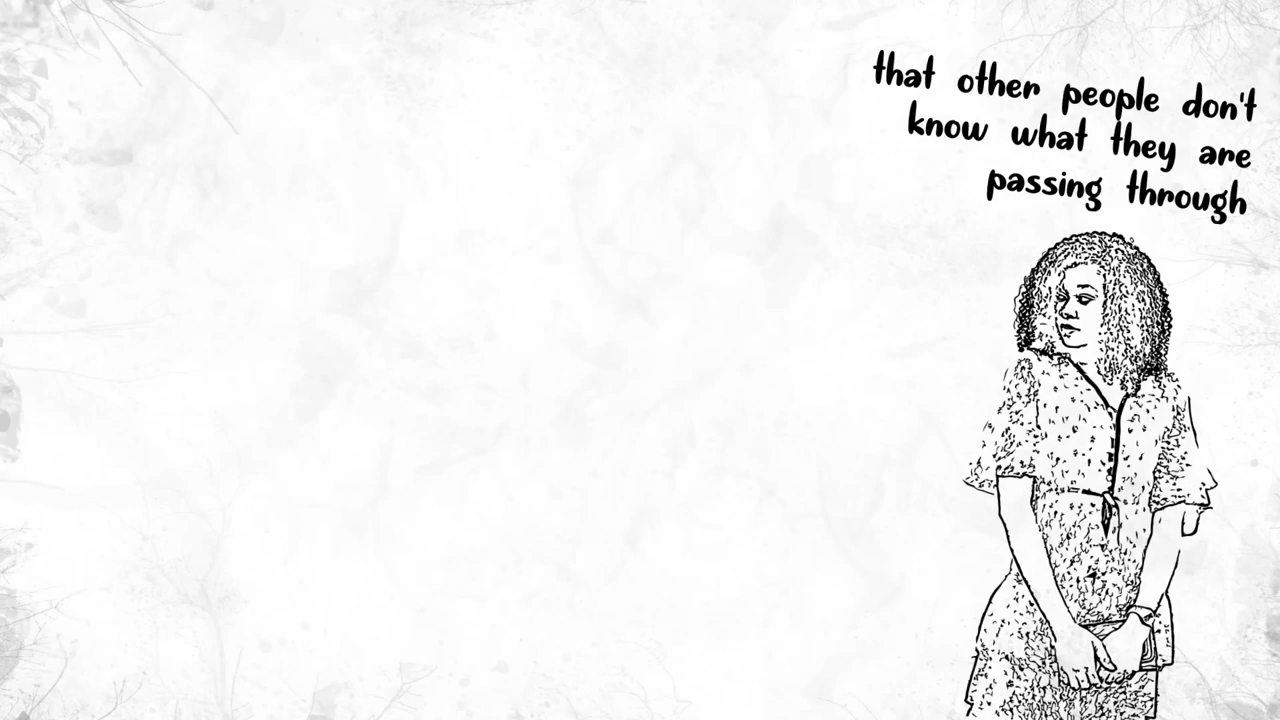 that other people don't
know what they are
passing through